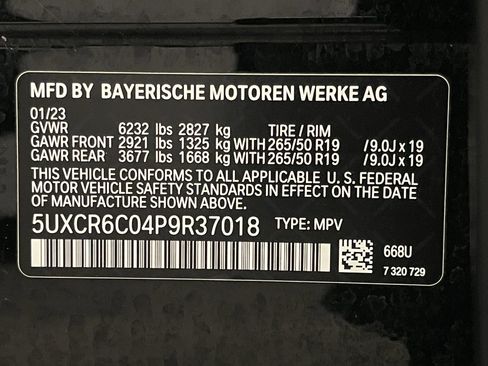 MFD BY BAYERISCHE MOTOREN WERKE AG
01/23
GVWR 6232 lbs 2827 kg TIRE / RIM
GAWR FRONT 2921 lbs 1325 kg WITH 265/50 R19 /9.0J x 19
GAWR REAR 3677 lbs 1668 kg WITH 265/50 R19 /9.0J x 19
THIS VEHICLE CONFORMS TO ALL APPLICABLE U. S. FEDERAL
MOTOR VEHICLE SAFETY STANDARDS IN EFFECT ON THE DATE
OF MANUFACTURE SHOWN ABOVE.
5UXCR6C04P9R37018 TYPE: MPV
668U
7 320 729